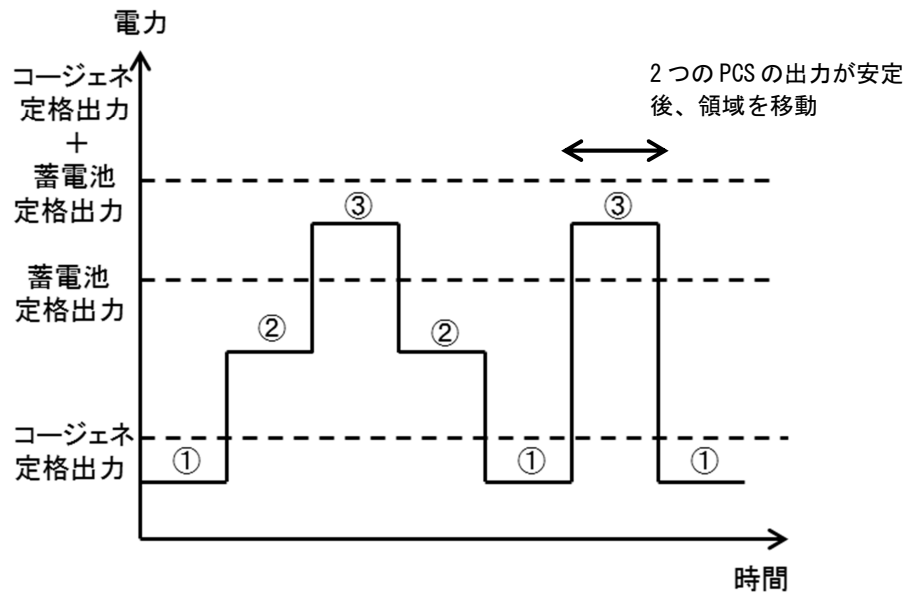 電力
コージェネ
定格出力
＋
蓄電池
定格出力
2つのPCSの出力が安定
後、領域を移動
③
③
蓄電池
定格出力
②
②
コージェネ
定格出力
①
①
①
時間